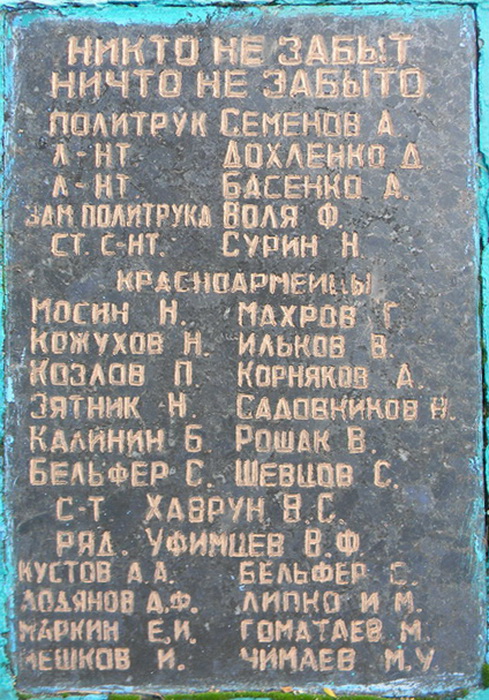 НИКТО НЕ ЗАБЫТ
НИЧТО НЕ ЗАБЫТО
ПОЛИТРУК СЕМЕНОВ А.
Л-НТ ДОХЛЕНКО Д
Л-НТ БАСЕНКО А.
ЗАМ ПОЛИТРУКА ВОЛЯ Ф.
СТ. С-НТ. СУРИН Н.
КРАСНОАРМЕЙЦЫ
МОСИН Н. МАХРОВ Г
КОЖУХОВ Н. ИЛЬКОВ В.
КОЗЛОВ П КОРНЯКОВ А.
ЗЯТНИК Н. САДОВНИКОВ Н.
КАЛИНИН Б. РОШАК В.
БЕЛЬФЕР С. ШЕВЦОВ С.
С-Т ХАВРУН В.С.
РЯД. УФИМЦЕВ В.Ф.
КУСТОВ А.А. БЕЛЬФЕР С.
ЛОДЯНОВ Д.Ф. ЛИПКО И М.
МАРКИН Е.И. ГОМАТАЕВ М.
МЕШКОВ И. ЧИМАЕВ М.У.